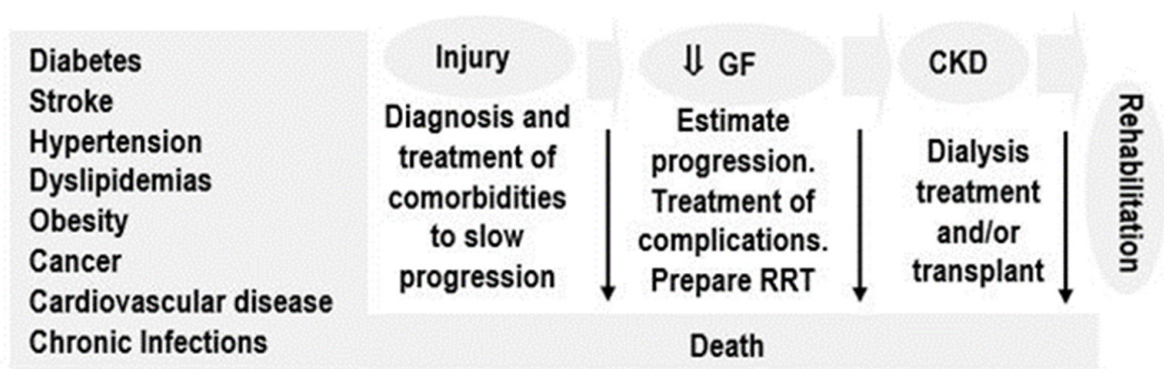 Diabetes
Stroke
Hypertension
Dyslipidemias
Obesity
Cancer
Cardiovascular disease
Chronic Infections
Injury
Diagnosis and
treatment of
comorbidities
to slow
progression
⇓ GF
Estimate
progression.
Treatment of
complications.
Prepare RRT
CKD
Dialysis
treatment
and/or
transplant
Rehabilitation
Death